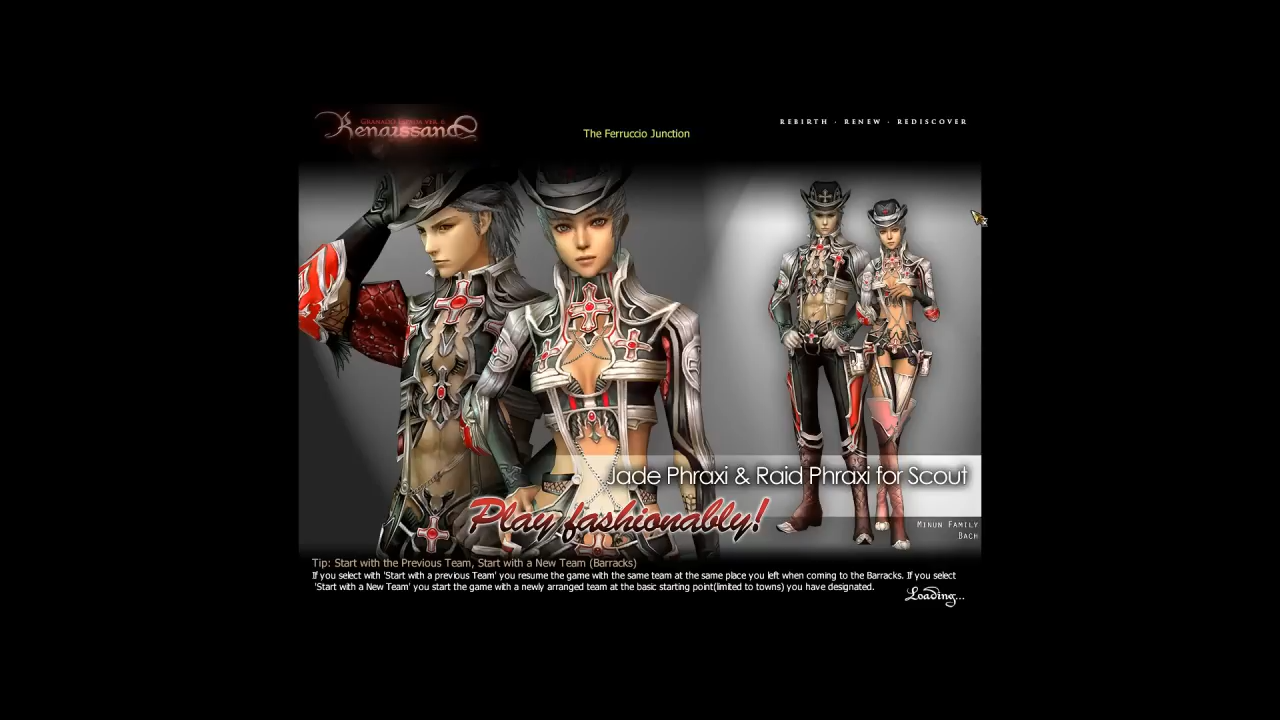 GRANADO ESPADA VER. 6
Renaissance
The Ferruccio Junction
REBIRTH · RENEW · REDISCOVER
Jade Phraxi & Raid Phraxi for Scout
Play fashionably!
MINUN FAMILY
BACH
Tip: Start with the Previous Team, Start with a New Team (Barracks)
If you select with 'Start with a previous Team' you resume the game with the same team at the same place you left when coming to the Barracks. If you select
'Start with a New Team' you start the game with a newly arranged team at the basic starting point(limited to towns) you have designated.
Loading...